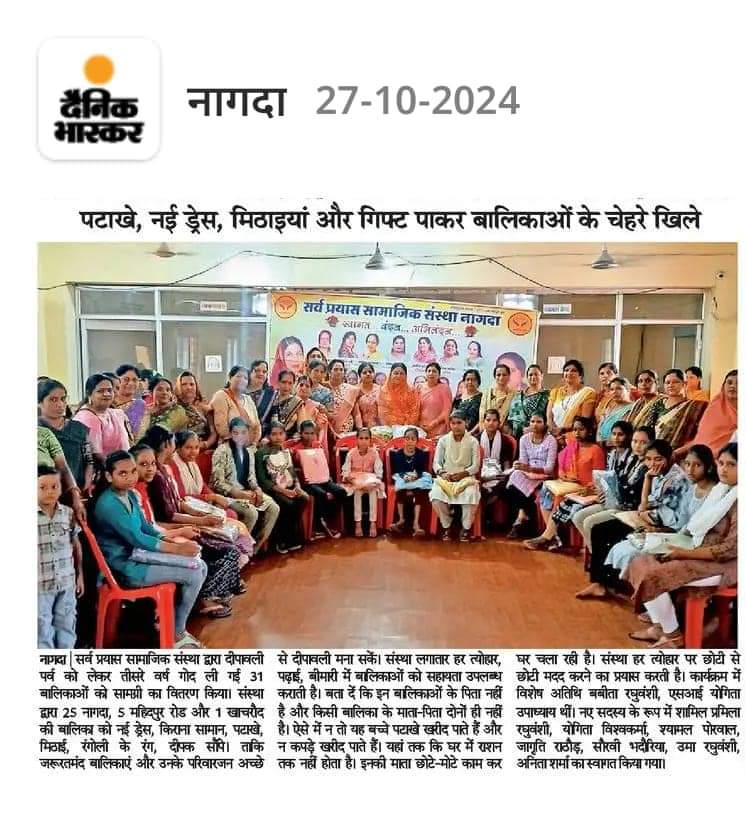 दैनिक
भास्कर
नागदा 27-10-2024
पटाखे, नई ड्रेस, मिठाइयां और गिफ्ट पाकर बालिकाओं के चेहरे खिले
सर्व प्रयास सामाजिक संस्था नागदा
स्वागत... वंदन... अभिनंदन...
नागदा | सर्व प्रयास सामाजिक संस्था द्वारा दीपावली
पर्व को लेकर तीसरे वर्ष गोद ली गई 31
बालिकाओं को सामग्री का वितरण किया। संस्था
द्वारा 25 नागदा, 5 महिदपुर रोड और 1 खाचरौद
की बालिका को नई ड्रेस, किराना सामान, पटाखे,
मिठाई, रंगोली के रंग, दीपक सौंपे। ताकि
जरूरतमंद बालिकाएं और उनके परिवारजन अच्छे
से दीपावली मना सकें। संस्था लगातार हर त्योहार,
पढ़ाई, बीमारी में बालिकाओं को सहायता उपलब्ध
कराती है। बता दें कि इन बालिकाओं के पिता नहीं
है और किसी बालिका के माता-पिता दोनों ही नहीं
है। ऐसे में न तो यह बच्चे पटाखे खरीद पाते हैं और
न कपड़े खरीद पाते हैं। यहां तक कि घर में राशन
तक नहीं होता है। इनकी माता छोटे-मोटे काम कर
घर चला रही है। संस्था हर त्योहार पर छोटी से
छोटी मदद करने का प्रयास करती है। कार्यक्रम में
विशेष अतिथि बबीता रघुवंशी, एसआई योगिता
उपाध्याय थीं। नए सदस्य के रूप में शामिल प्रमिला
रघुवंशी, योगिता विश्वकर्मा, श्यामल पोरवाल,
जागृति राठौड़, सौरवी भदौरिया, उमा रघुवंशी,
अनिता शर्मा का स्वागत किया गया।